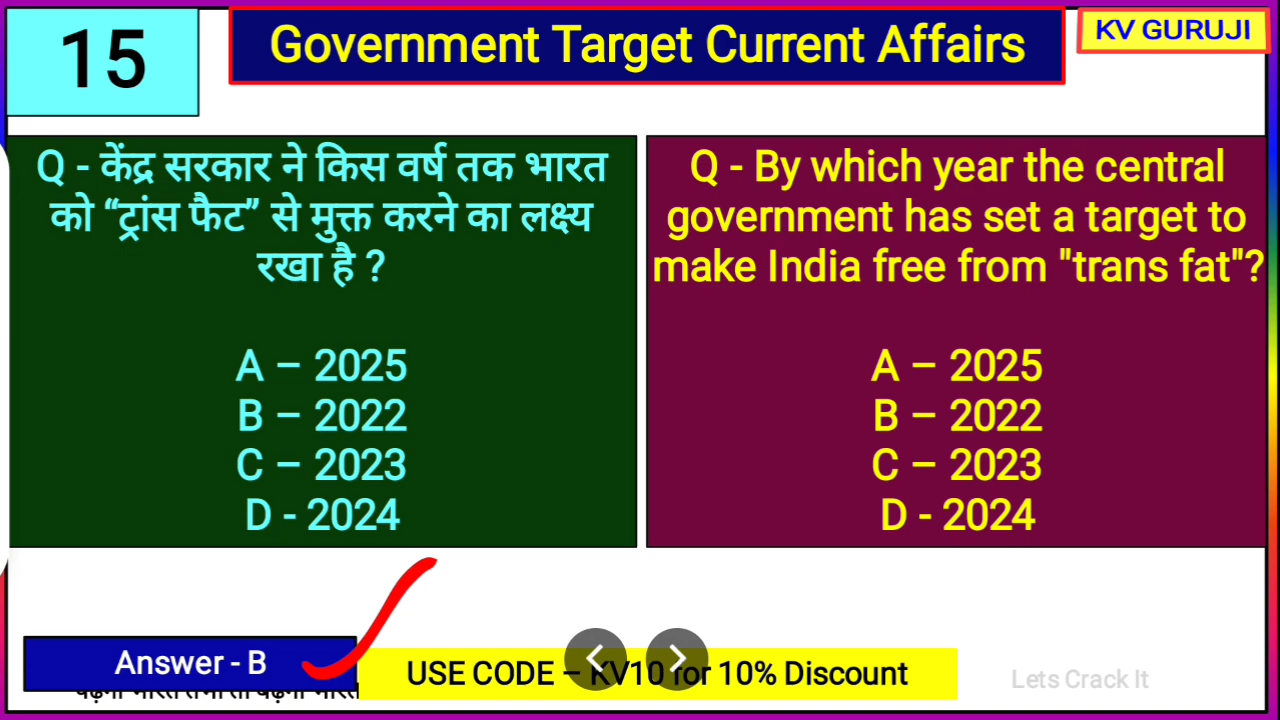 15
Government Target Current Affairs
KV GURUJI
Q - केंद्र सरकार ने किस वर्ष तक भारत
को “ट्रांस फैट” से मुक्त करने का लक्ष्य
रखा है ?
A – 2025
B – 2022
C – 2023
D - 2024
Q - By which year the central
government has set a target to
make India free from "trans fat"?
A – 2025
B – 2022
C – 2023
D - 2024
Answer - B
USE CODE – KV10 for 10% Discount
Lets Crack It